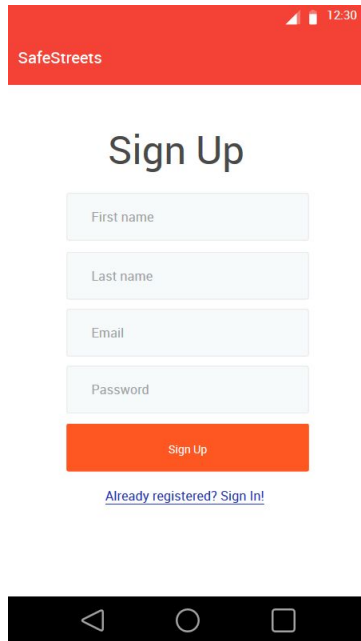 12:30
SafeStreets
Sign Up
First name
Last name
Email
Password
Sign Up
Already registered? Sign In!